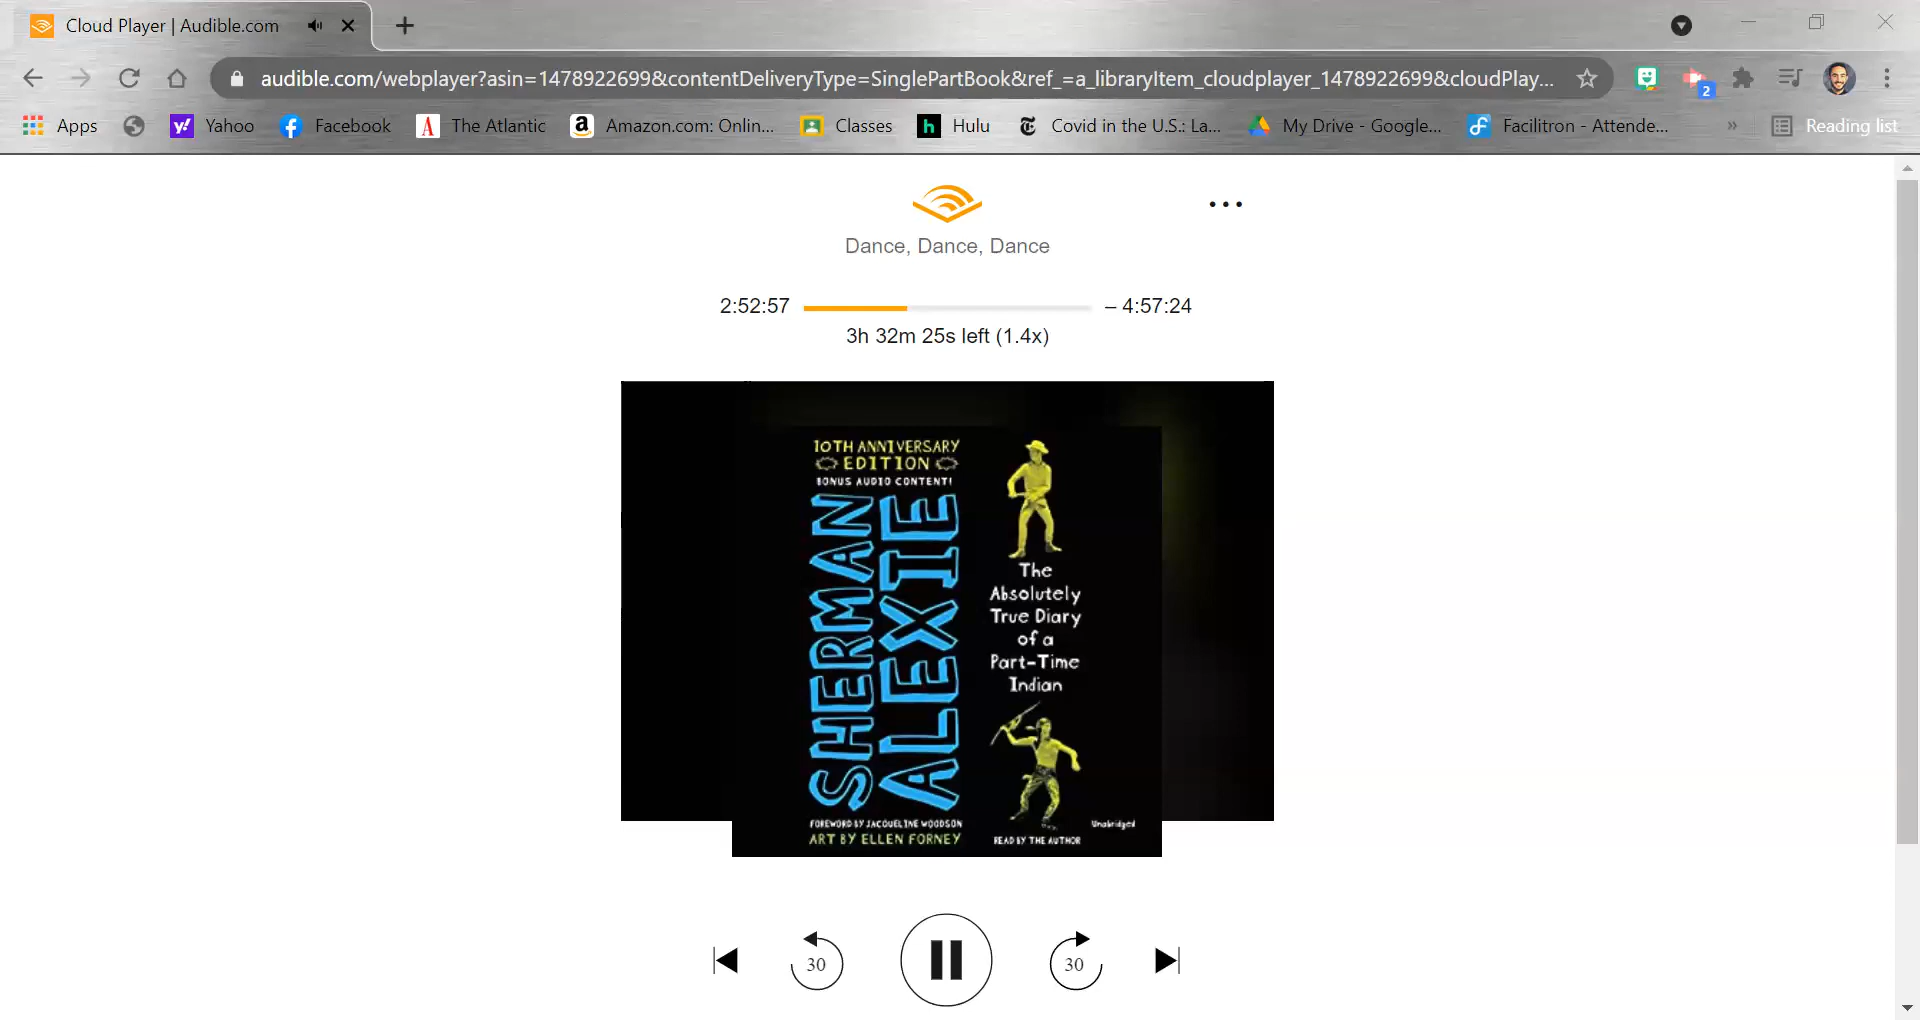 Cloud Player | Audible.com
audible.com/webplayer?asin=1478922699&contentDeliveryType=SinglePartBook&ref_=a_libraryItem_cloudplayer_1478922699&cloudPlay...
2
Apps
Yahoo
Facebook
The Atlantic
Amazon.com: Onlin...
Classes
Hulu
Covid in the U.S.: La...
My Drive - Google...
Facilitron - Attende...
»
Reading list
Dance, Dance, Dance
2:52:57
– 4:57:24
3h 32m 25s left (1.4x)
10TH ANNIVERSARY
EDITION
BONUS AUDIO CONTENT!
SHERMAN
ALEXIE
The
Absolutely
True Diary
of a
Part-Time
Indian
FOREWORD BY JACQUELINE WOODSON
ART BY ELLEN FORNEY
Unabridged
READ BY THE AUTHOR
30
30